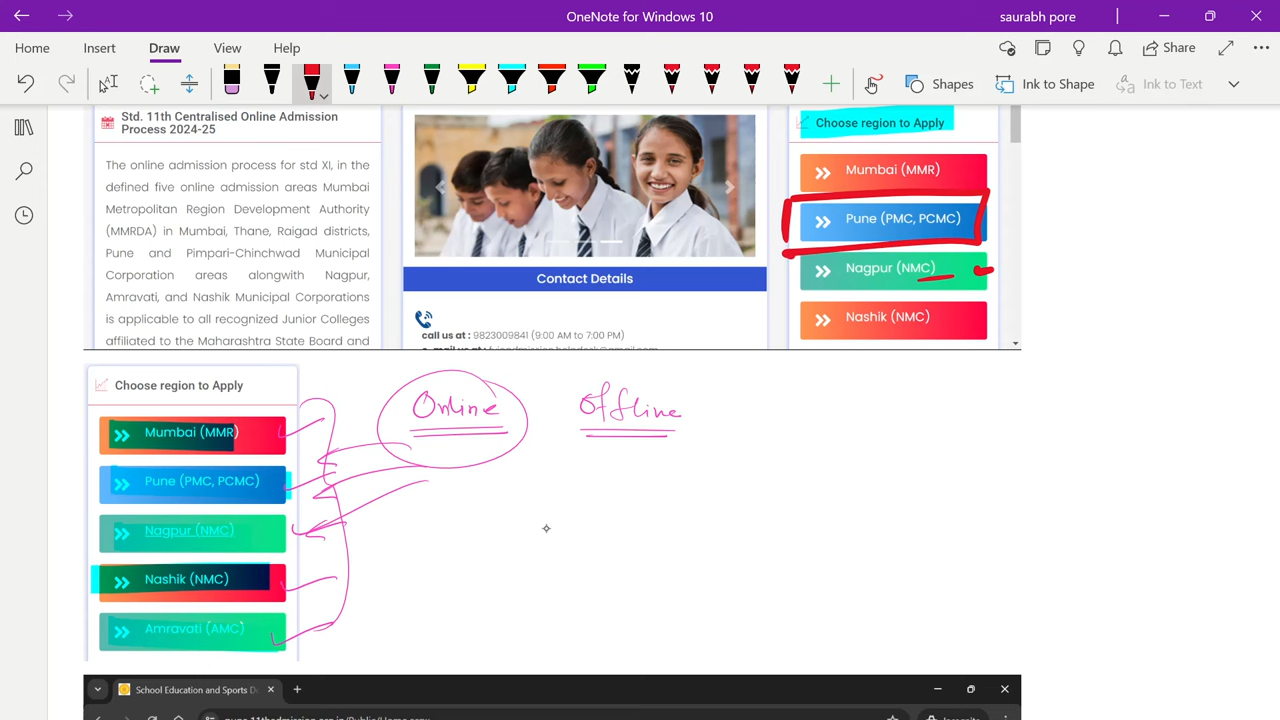 OneNote for Windows 10
saurabh pore
Home Insert Draw View Help
Share
Shapes
Ink to Shape
Ink to Text
Std. 11th Centralised Online Admission
Process 2024-25
The online admission process for std XI, in the
defined five online admission areas Mumbai
Metropolitan Region Development Authority
(MMRDA) in Mumbai, Thane, Raigad districts,
Pune and Pimpari-Chinchwad Municipal
Corporation areas alongwith Nagpur,
Amravati, and Nashik Municipal Corporations
is applicable to all recognized Junior Colleges
affiliated to the Maharashtra State Board and
Contact Details
call us at : 9823009841 (9:00 AM to 7:00 PM)
Choose region to Apply
Mumbai (MMR)
Pune (PMC, PCMC)
Nagpur (NMC)
Nashik (NMC)
Choose region to Apply
Mumbai (MMR)
Pune (PMC, PCMC)
Nagpur (NMC)
Nashik (NMC)
Amravati (AMC)
Online Offline
School Education and Sports De